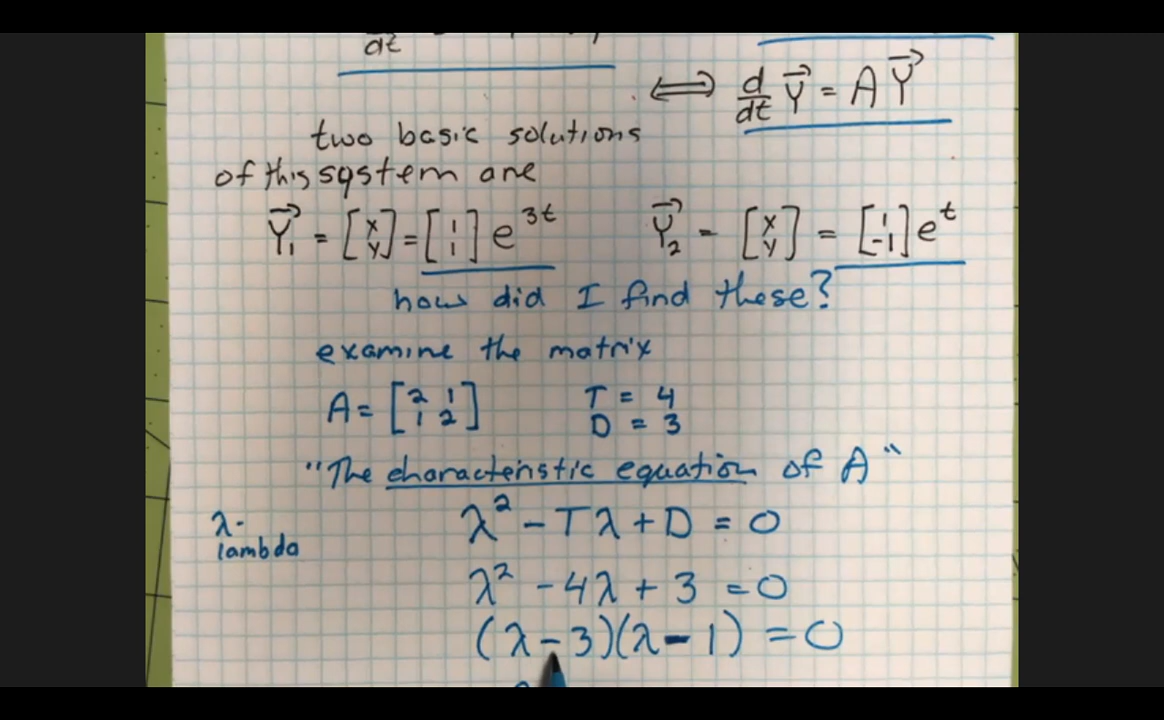 dt
⟺ d/dt Y⃗ = A Y⃗
two basic solutions
of this system are
Y⃗₁ = [x y] = [1 1] e^3t Y⃗₂ = [x y] = [1 -1] e^t
how did I find these?
examine the matrix
A = [2 1 1 2] T = 4
D = 3
"The characteristic equation of A"
λ² - Tλ + D = 0
λ-
lambda
λ² - 4λ + 3 = 0
(λ - 3)(λ - 1) = 0